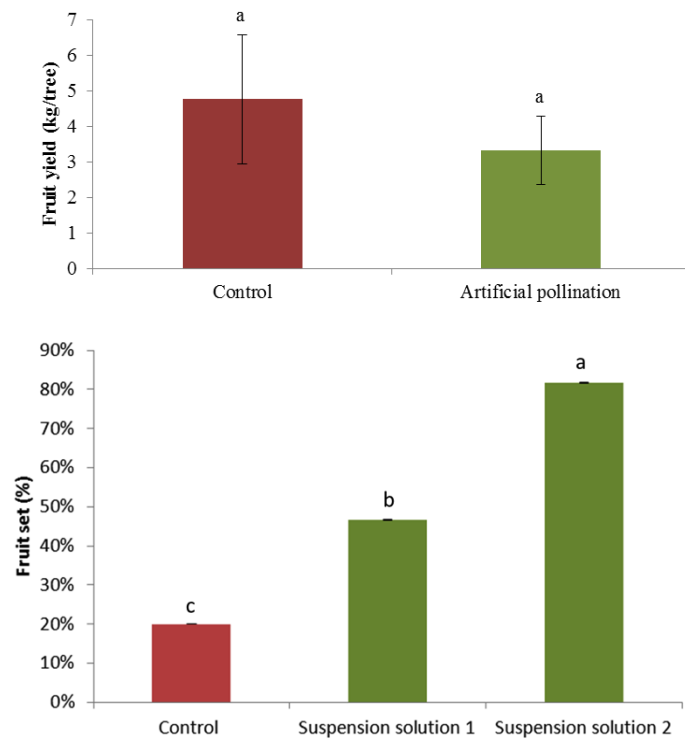 7
6
5
4
3
2
1
0
Fruit yield (kg/tree)
a
a
Control
Artificial pollination
90%
80%
70%
60%
50%
40%
30%
20%
10%
0%
Fruit set (%)
c
b
a
Control
Suspension solution 1
Suspension solution 2